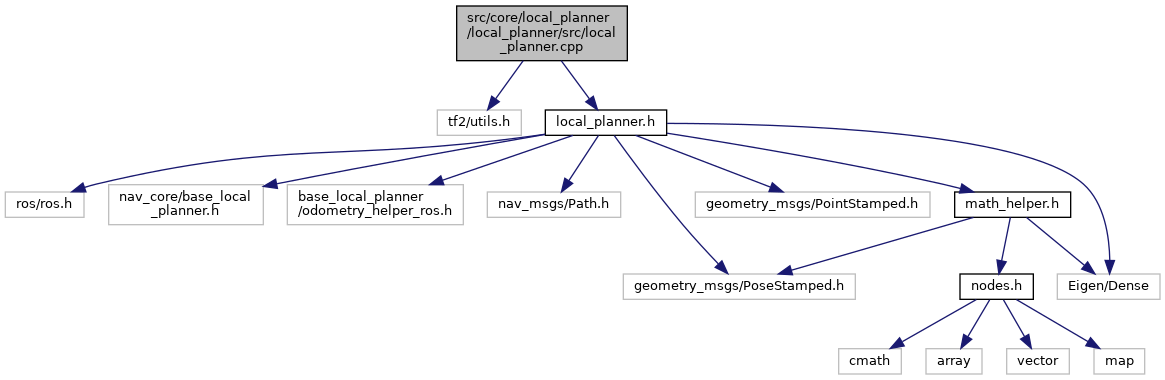 src/core/local_planner
/local_planner/src/local
_planner.cpp
tf2/utils.h
local_planner.h
ros/ros.h
nav_core/base_local
_planner.h
base_local_planner
/odometry_helper_ros.h
nav_msgs/Path.h
geometry_msgs/PointStamped.h
math_helper.h
geometry_msgs/PoseStamped.h
nodes.h
Eigen/Dense
cmath
array
vector
map